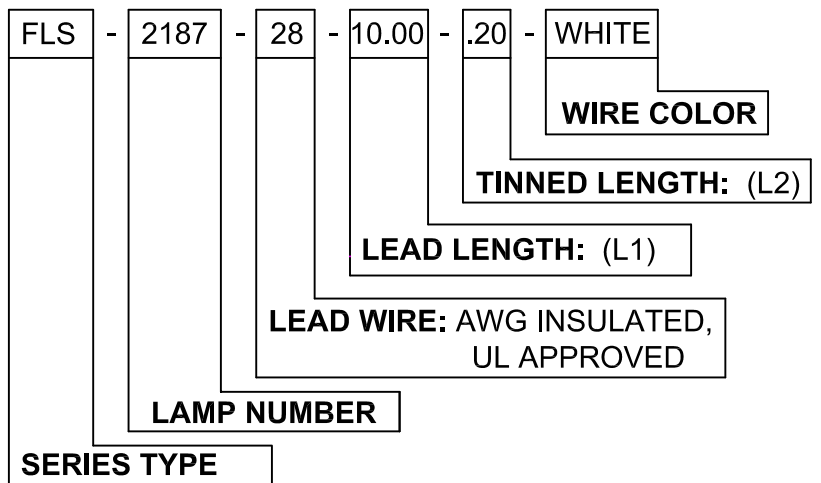 FLS - 2187 - 28 - 10.00 - .20 - WHITE
WIRE COLOR
TINNED LENGTH: (L2)
LEAD LENGTH: (L1)
LEAD WIRE: AWG INSULATED,
UL APPROVED
LAMP NUMBER
SERIES TYPE